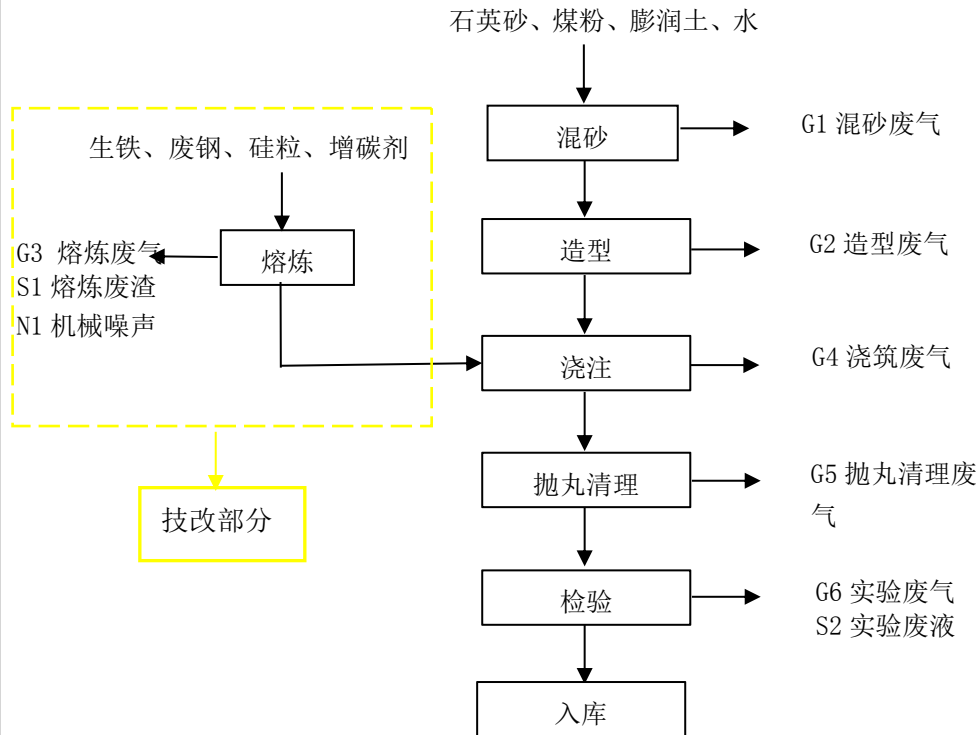 石英砂、煤粉、膨润土、水
混砂
G1 混砂废气
生铁、废钢、硅粒、增碳剂
造型
G2 造型废气
G3 熔炼废气
熔炼
S1 熔炼废渣
N1 机械噪声
浇注
G4 浇筑废气
抛丸清理
G5 抛丸清理废
气
技改部分
检验
G6 实验废气
S2 实验废液
入库